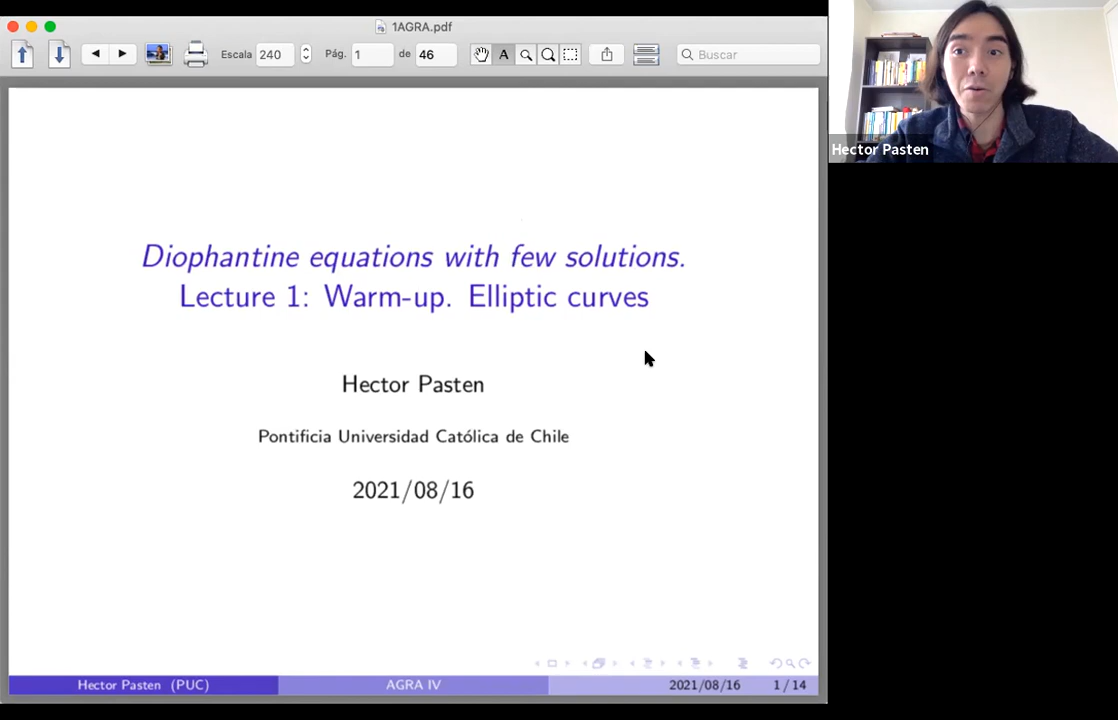 1AGRA.pdf
Escala 240 Pág. 1 de 46 A Buscar
Hector Pasten
Diophantine equations with few solutions.
Lecture 1: Warm-up. Elliptic curves
Hector Pasten
Pontificia Universidad Católica de Chile
2021/08/16
Hector Pasten (PUC) AGRA IV 2021/08/16 1 / 14